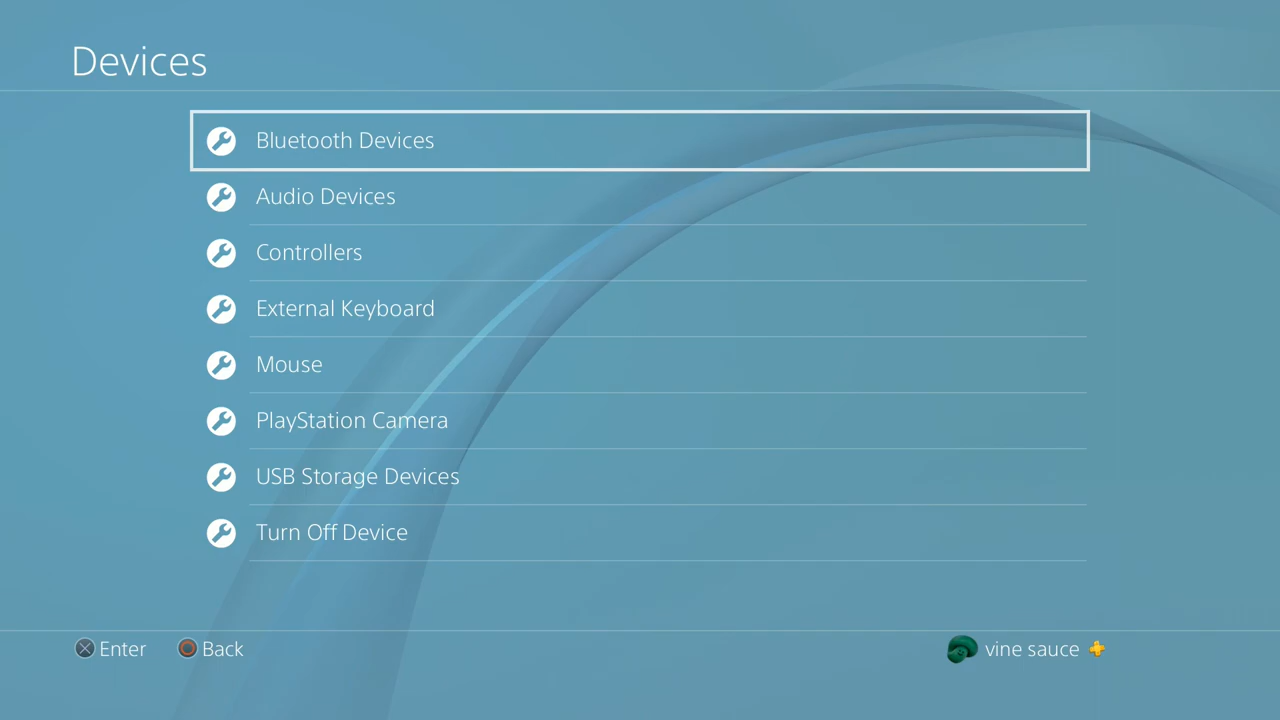 Devices
Bluetooth Devices
Audio Devices
Controllers
External Keyboard
Mouse
PlayStation Camera
USB Storage Devices
Turn Off Device
Enter Back vine sauce